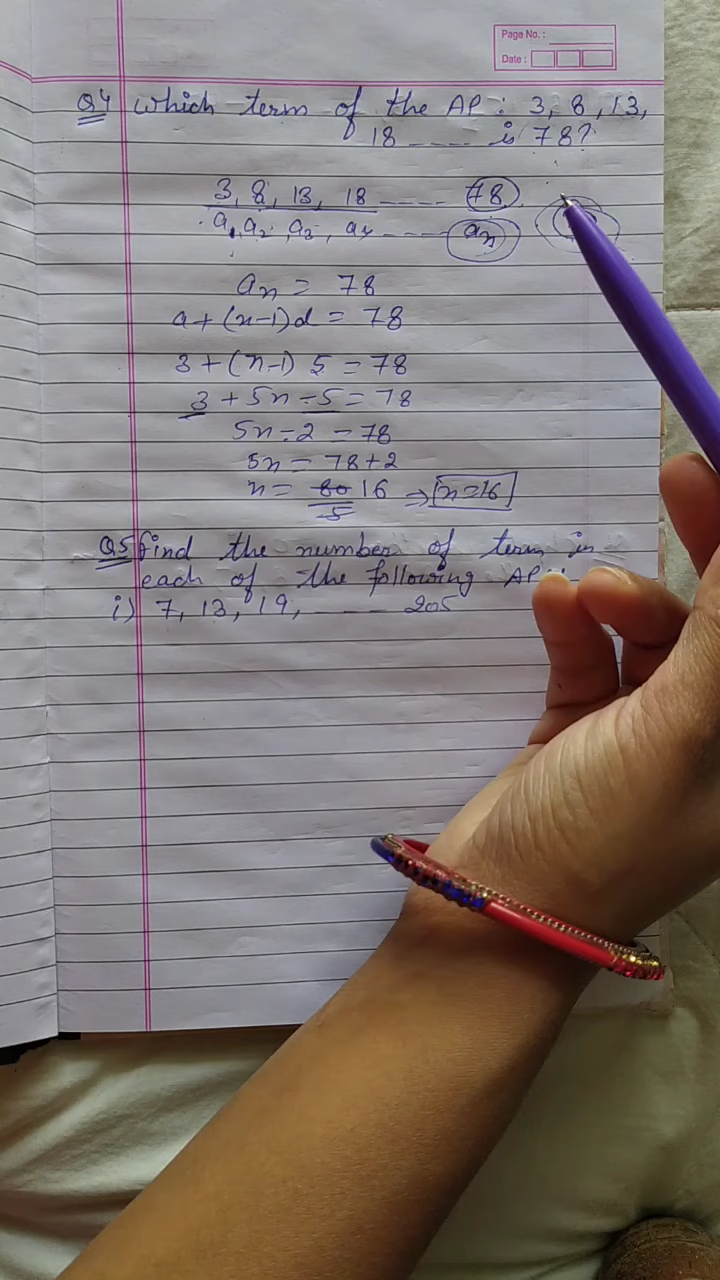 Page No. :
Date :
Q4 Which term of the AP : 3, 8, 13,
18 ---- is 78?
3, 8, 13, 18 ---- 78
a1, a2, a3, a4 ---- an
an = 78
a + (n-1)d = 78
3 + (n-1) 5 = 78
3 + 5n - 5 = 78
5n - 2 = 78
5n = 78+2
n = 80 16 ⇒ n=16
5
Q5 find the number of term in
each of the following AP:
i) 7, 13, 19, ---- 205